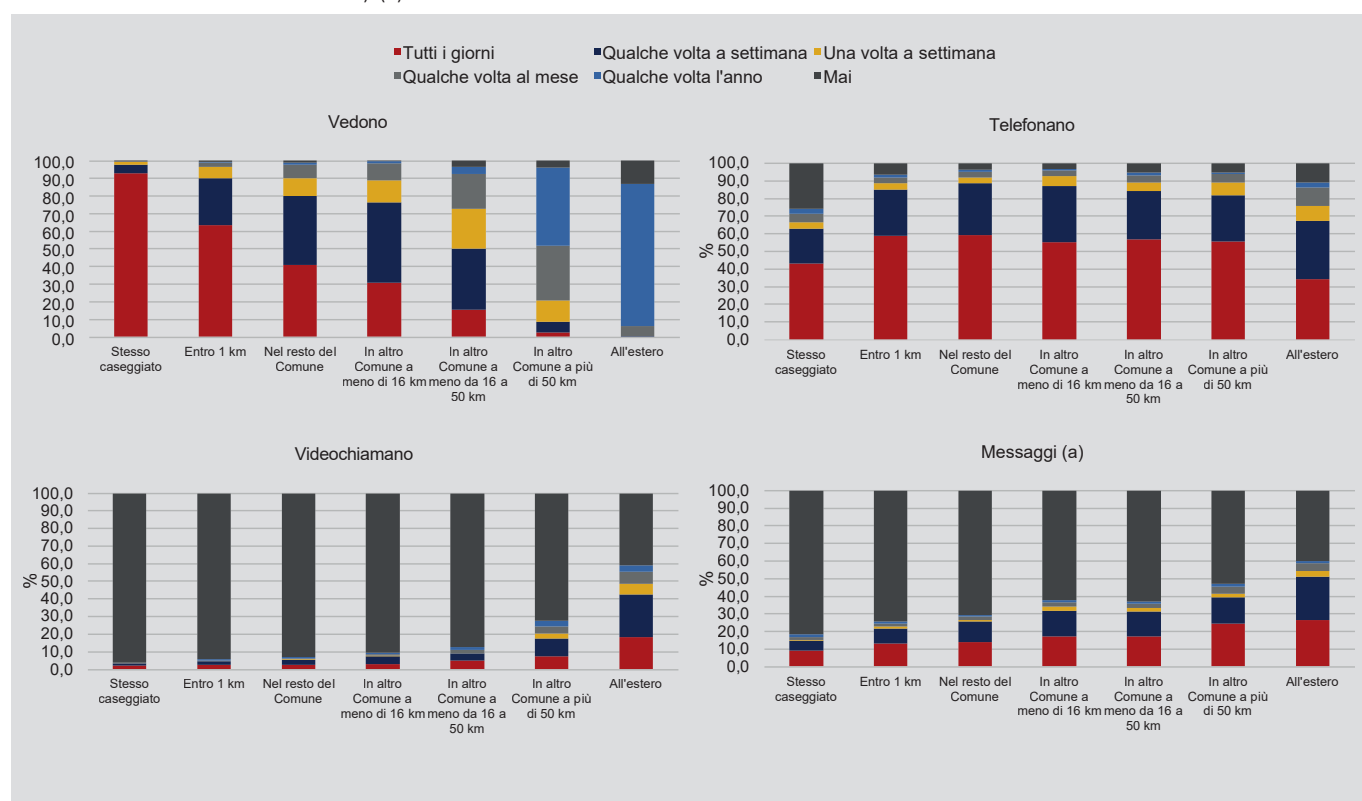 ) (a)
Tutti i giorni Qualche volta a settimana Una volta a settimana
Qualche volta al mese Qualche volta l'anno Mai
Vedono
100,0
90,0
80,0
70,0
60,0
50,0
40,0
30,0
20,0
10,0
0,0
Stesso caseggiato
Entro 1 km
Nel resto del Comune
In altro Comune a meno di 16 km
In altro Comune a meno da 16 a 50 km
In altro Comune a più di 50 km
All'estero
Telefonano
%
100,0
90,0
80,0
70,0
60,0
50,0
40,0
30,0
20,0
10,0
0,0
Stesso caseggiato
Entro 1 km
Nel resto del Comune
In altro Comune a meno di 16 km
In altro Comune a meno da 16 a 50 km
In altro Comune a più di 50 km
All'estero
Videochiamano
%
100,0
90,0
80,0
70,0
60,0
50,0
40,0
30,0
20,0
10,0
0,0
Stesso caseggiato
Entro 1 km
Nel resto del Comune
In altro Comune a meno di 16 km
In altro Comune a meno da 16 a 50 km
In altro Comune a più di 50 km
All'estero
Messaggi (a)
%
100,0
90,0
80,0
70,0
60,0
50,0
40,0
30,0
20,0
10,0
0,0
Stesso caseggiato
Entro 1 km
Nel resto del Comune
In altro Comune a meno di 16 km
In altro Comune a meno da 16 a 50 km
In altro Comune a più di 50 km
All'estero